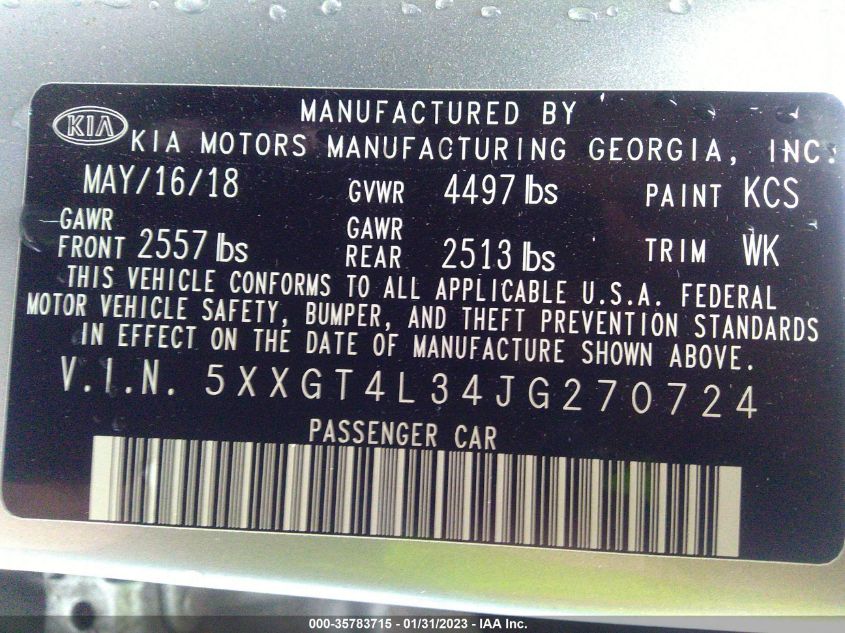 MANUFACTURED BY
KIA KIA MOTORS MANUFACTURING GEORGIA, INC.
MAY/16/18 GVWR 4497 lbs PAINT KCS
GAWR FRONT 2557 lbs GAWR REAR 2513 lbs TRIM WK
THIS VEHICLE CONFORMS TO ALL APPLICABLE U.S.A. FEDERAL
MOTOR VEHICLE SAFETY, BUMPER, AND THEFT PREVENTION STANDARDS
IN EFFECT ON THE DATE OF MANUFACTURE SHOWN ABOVE.
V.I.N. 5XXGT4L34JG270724
PASSENGER CAR
000-35783715 - 01/31/2023 - IAA Inc.